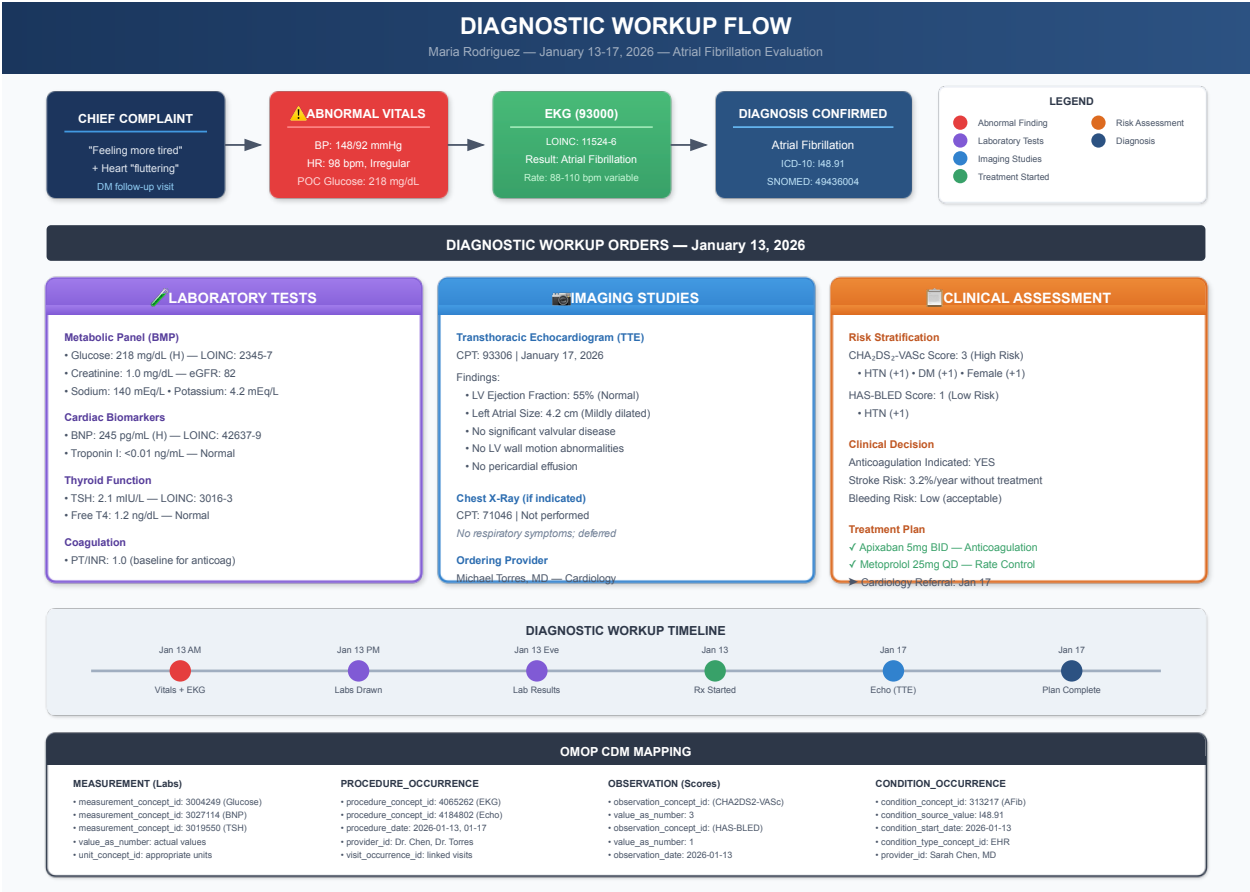 DIAGNOSTIC WORKUP FLOW
Maria Rodriguez — January 13-17, 2026 — Atrial Fibrillation Evaluation
CHIEF COMPLAINT
"Feeling more tired"
+ Heart "fluttering"
DM follow-up visit
⚠️ABNORMAL VITALS
BP: 148/92 mmHg
HR: 98 bpm, Irregular
POC Glucose: 218 mg/dL
EKG (93000)
LOINC: 11524-6
Result: Atrial Fibrillation
Rate: 88-110 bpm variable
DIAGNOSIS CONFIRMED
Atrial Fibrillation
ICD-10: I48.91
SNOMED: 49436004
LEGEND
Abnormal Finding
Laboratory Tests
Imaging Studies
Treatment Started
Risk Assessment
Diagnosis
DIAGNOSTIC WORKUP ORDERS — January 13, 2026
LABORATORY TESTS
Metabolic Panel (BMP)
• Glucose: 218 mg/dL (H) — LOINC: 2345-7
• Creatinine: 1.0 mg/dL — eGFR: 82
• Sodium: 140 mEq/L • Potassium: 4.2 mEq/L
Cardiac Biomarkers
• BNP: 245 pg/mL (H) — LOINC: 42637-9
• Troponin I: <0.01 ng/mL — Normal
Thyroid Function
• TSH: 2.1 mIU/L — LOINC: 3016-3
• Free T4: 1.2 ng/dL — Normal
Coagulation
• PT/INR: 1.0 (baseline for anticoag)
IMAGING STUDIES
Transthoracic Echocardiogram (TTE)
CPT: 93306 | January 17, 2026
Findings:
• LV Ejection Fraction: 55% (Normal)
• Left Atrial Size: 4.2 cm (Mildly dilated)
• No significant valvular disease
• No LV wall motion abnormalities
• No pericardial effusion
Chest X-Ray (if indicated)
CPT: 71046 | Not performed
No respiratory symptoms; deferred
Ordering Provider
Michael Torres, MD — Cardiology
CLINICAL ASSESSMENT
Risk Stratification
CHA₂DS₂-VASc Score: 3 (High Risk)
• HTN (+1) • DM (+1) • Female (+1)
HAS-BLED Score: 1 (Low Risk)
• HTN (+1)
Clinical Decision
Anticoagulation Indicated: YES
Stroke Risk: 3.2%/year without treatment
Bleeding Risk: Low (acceptable)
Treatment Plan
✓ Apixaban 5mg BID — Anticoagulation
✓ Metoprolol 25mg QD — Rate Control
► Cardiology Referral: Jan 17
DIAGNOSTIC WORKUP TIMELINE
Jan 13 AM
Vitals + EKG
Jan 13 PM
Labs Drawn
Jan 13 Eve
Lab Results
Jan 13
Rx Started
Jan 17
Echo (TTE)
Jan 17
Plan Complete
OMOP CDM MAPPING
MEASUREMENT (Labs)
• measurement_concept_id: 3004249 (Glucose)
• measurement_concept_id: 3027114 (BNP)
• measurement_concept_id: 3019550 (TSH)
• value_as_number: actual values
• unit_concept_id: appropriate units
PROCEDURE_OCCURRENCE
• procedure_concept_id: 4065262 (EKG)
• procedure_concept_id: 4184802 (Echo)
• procedure_date: 2026-01-13, 01-17
• provider_id: Dr. Chen, Dr. Torres
• visit_occurrence_id: linked visits
OBSERVATION (Scores)
• observation_concept_id: (CHA2DS2-VASc)
• value_as_number: 3
• observation_concept_id: (HAS-BLED)
• value_as_number: 1
• observation_date: 2026-01-13
CONDITION_OCCURRENCE
• condition_concept_id: 313217 (AFib)
• condition_source_value: I48.91
• condition_start_date: 2026-01-13
• condition_type_concept_id: EHR
• provider_id: Sarah Chen, MD